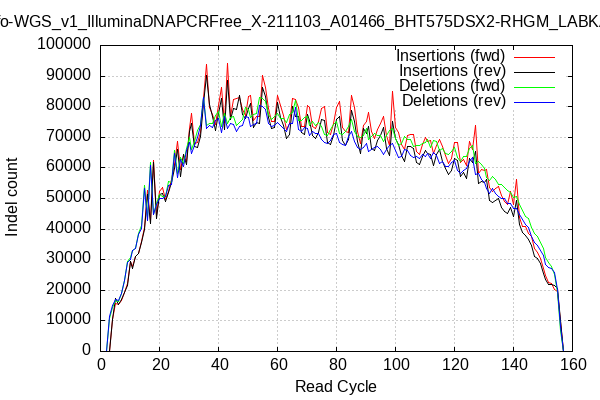 fo-WGS_v1_IlluminaDNAPCRFree_X-211103_A01466_BHT575DSX2-RHGM_LABK
100000
90000
80000
70000
60000
50000
40000
30000
20000
10000
0
Indel count
Insertions (fwd)
Insertions (rev)
Deletions (fwd)
Deletions (rev)
0 20 40 60 80 100 120 140 160
Read Cycle